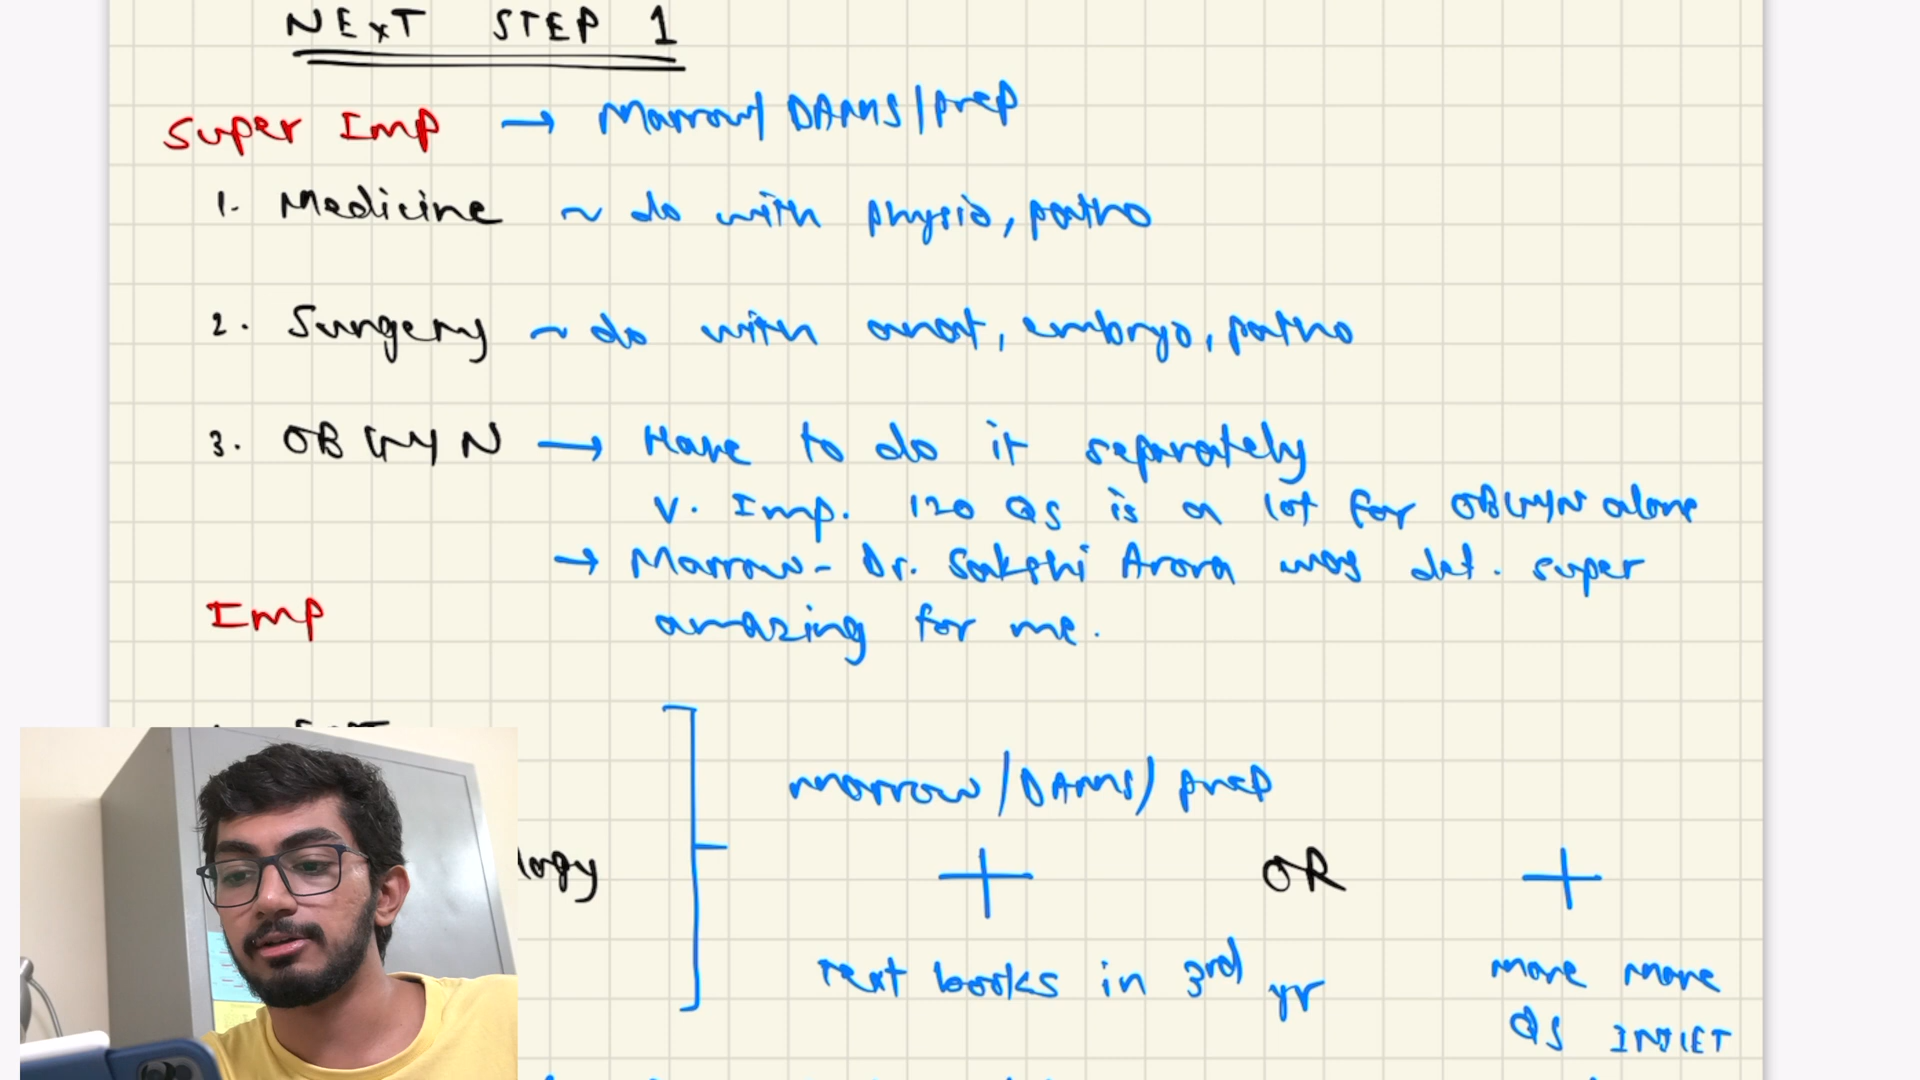 NExT STEP 1
Super Imp → Marrow/ DAMS/prep
1. Medicine ~ do with physio, patho
2. Surgery ~ do with anat, embryo, patho
3. OBGYN → Have to do it separately
V. Imp. 120 Qs is a lot for OBGYN alone
→ Marrow - Dr. Sakshi Arora was def. super
amazing for me.
Imp
marrow/DAMS/ prep
logy
+ OR +
Text books in 3rd yr
more more
Qs INICET